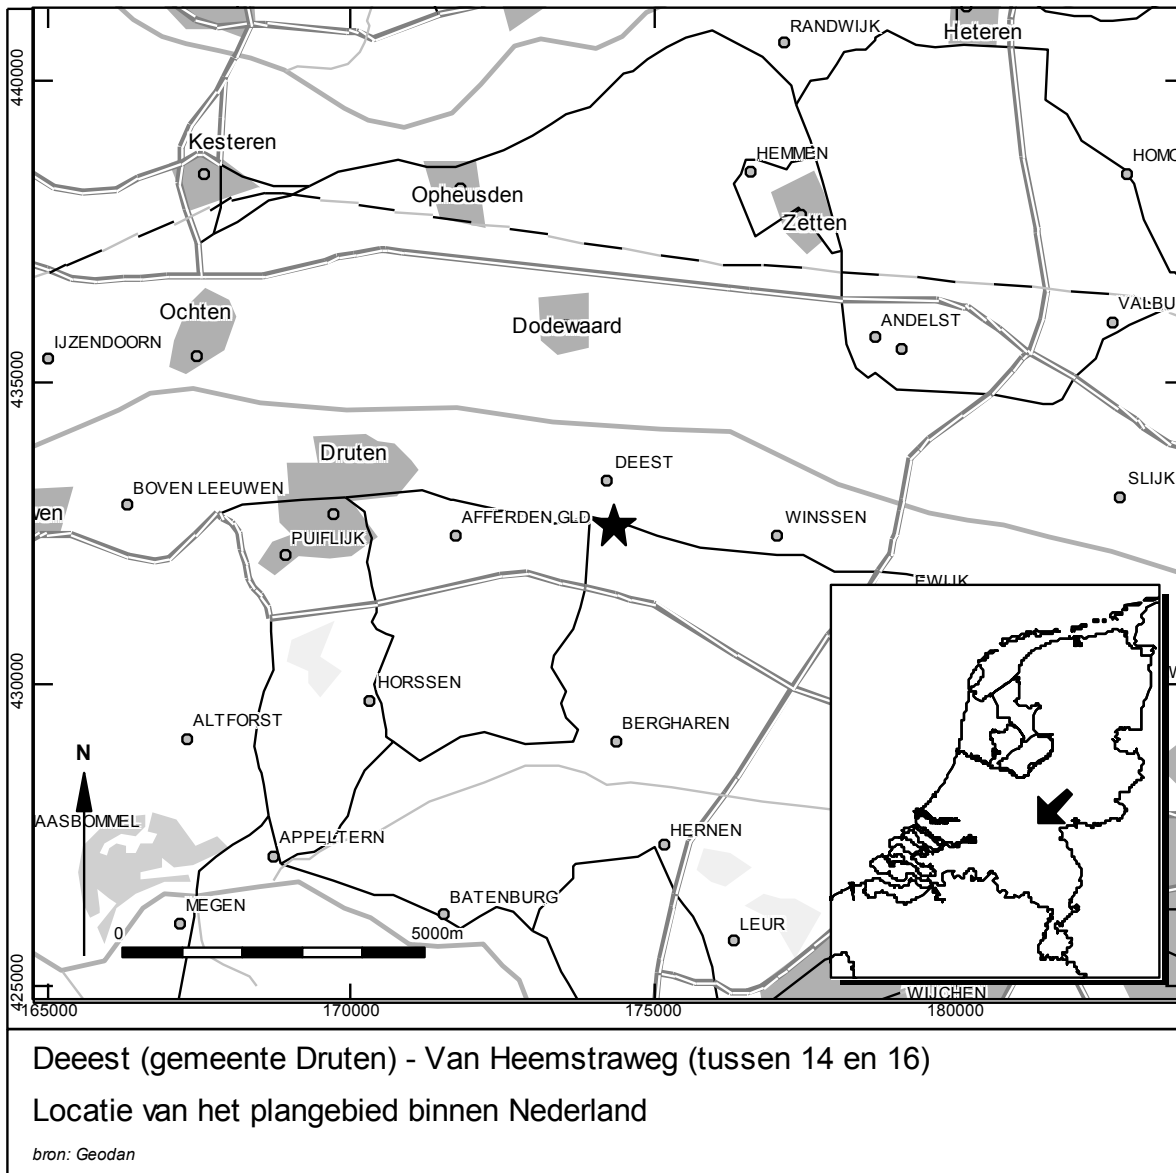 RANDWIJK
Heteren
440000
Kesteren
HEMMEN
HOMO
Opheusden
Zetten
Ochten
Dodewaard
ANDELST
VALBU
IJZENDOORN
435000
Druten
DEEST
BOVEN LEEUWEN
SLIJK
wen
AFFERDEN GLD
WINSSEN
PUIFLIJK
EWIJK
430000
HORSSEN
W
ALTFORST
BERGHAREN
N
AASBOMMEL
APPELTERN
HERNEN
BATENBURG
MEGEN
LEUR
0
5000m
425000
WIJCHEN
165000
170000
175000
180000
Deeest (gemeente Druten) - Van Heemstraweg (tussen 14 en 16)
Locatie van het plangebied binnen Nederland
bron: Geodan